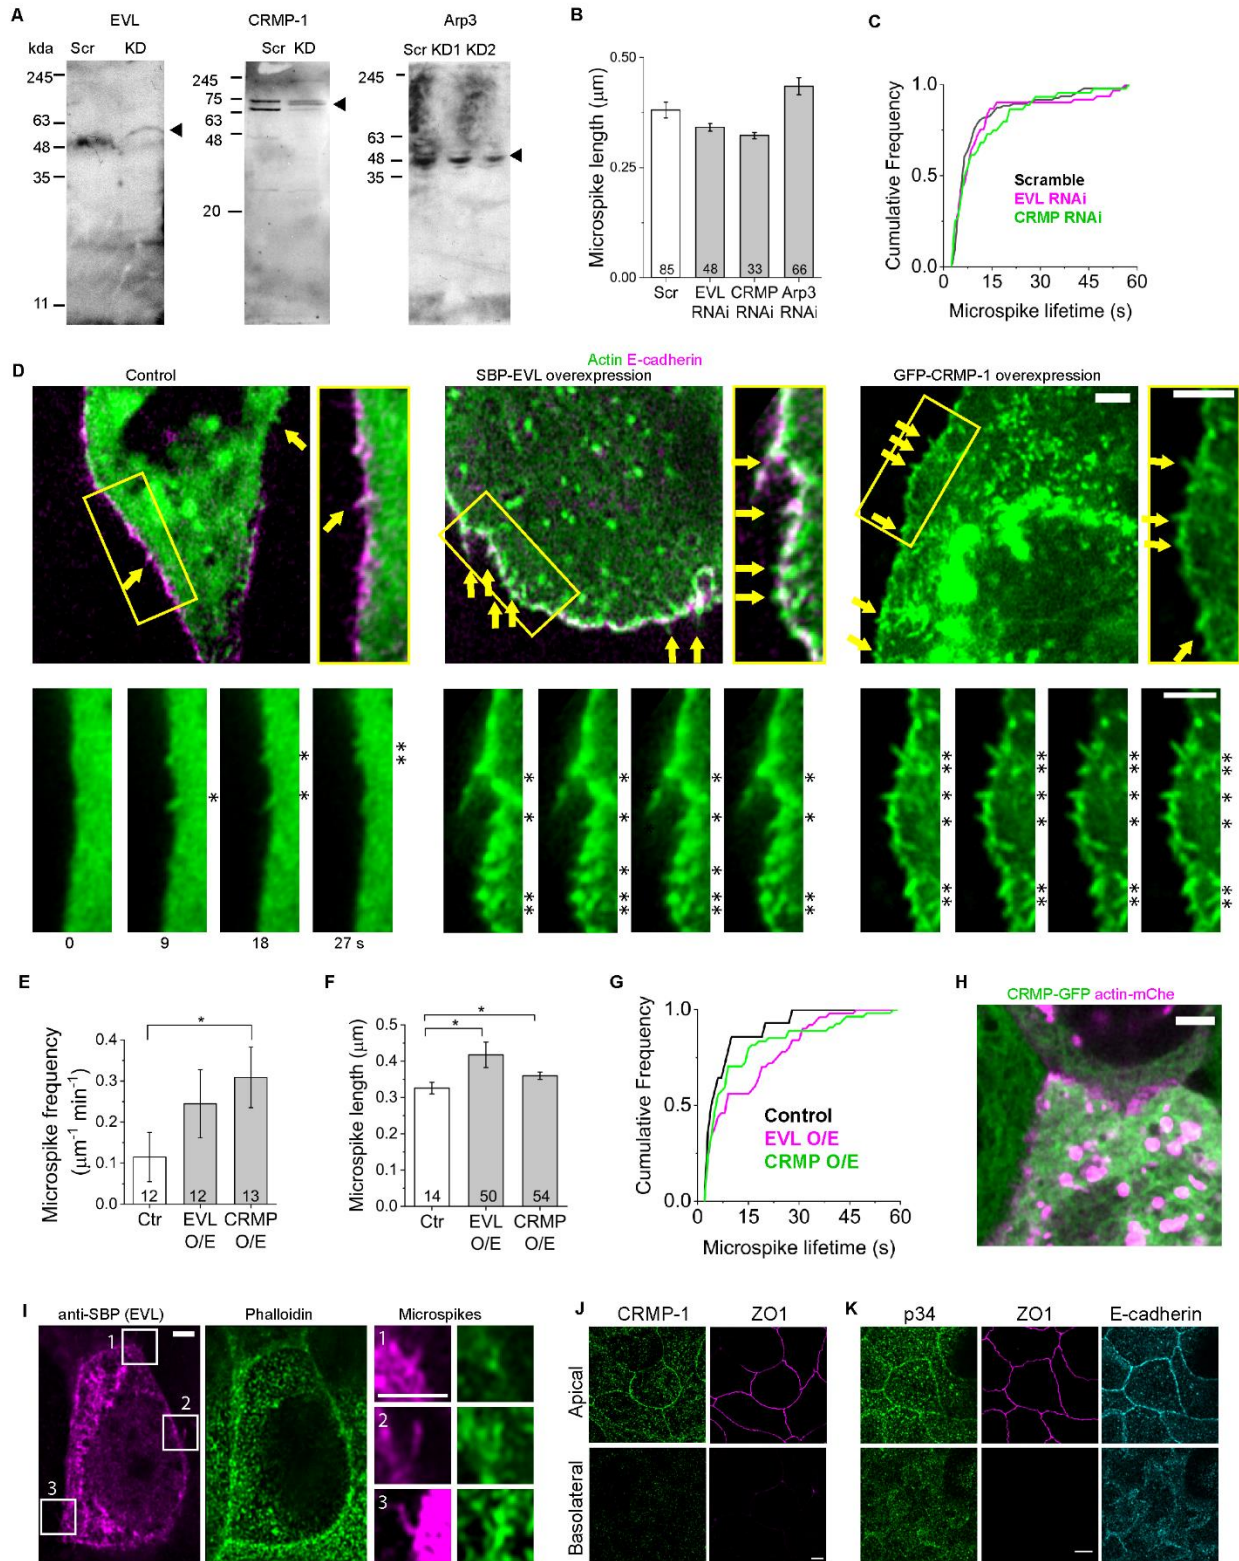 A
EVL
CRMP-1
Arp3
kda
Scr KD
Scr KD
Scr KD1 KD2
245
63
48
35
11
245
75
63
48
20
245
63
48
35
B
Microspike length (µm)
0.50
0.25
0.00
85 48 33 66
Scr EVL CRMP Arp3
RNAi RNAi RNAi
C
Cumulative Frequency
1.0
0.5
0
0 15 30 45 60
Scramble
EVL RNAi
CRMP RNAi
Microspike lifetime (s)
D
Actin E-cadherin
Control
SBP-EVL overexpression
GFP-CRMP-1 overexpression
*
* *
* *
* * * * *
* * * * *
* * * * *
* * * * *
* * * * * *
* * * * * *
* * * * * *
* * * * * *
0 9 18 27 s
E
Microspike frequency
(µm⁻¹ min⁻¹)
0.4
0.3
0.2
0.1
0.0
*
12 12 13
Ctr EVL CRMP
O/E O/E
F
Microspike length (µm)
0.5
0.4
0.3
0.2
0.1
0.0
*
*
14 50 54
Ctr EVL CRMP
O/E O/E
G
Cumulative Frequency
1.0
0.5
0.0
0 15 30 45 60
Control
EVL O/E
CRMP O/E
Microspike lifetime (s)
H
CRMP-GFP actin-mChe
I
anti-SBP (EVL)
Phalloidin
Microspikes
1
2
3
1
2
3
J
CRMP-1
ZO1
Apical
Basolateral
K
p34
ZO1
E-cadherin